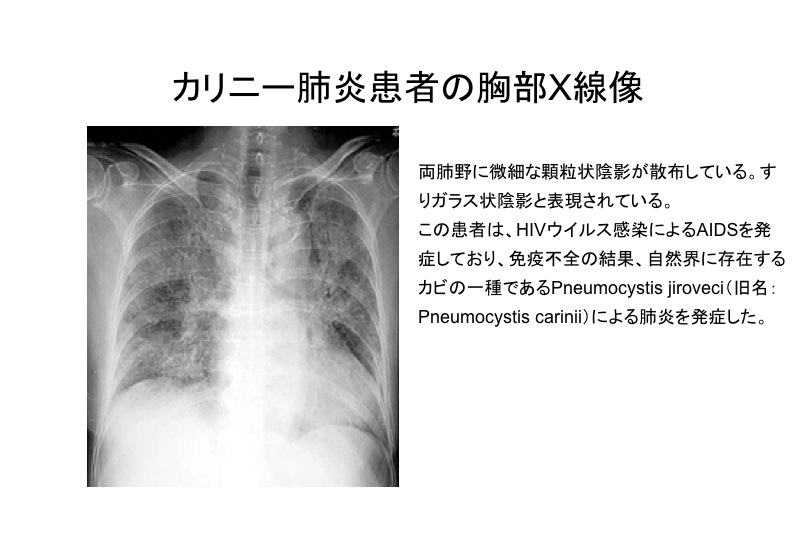 カリニー肺炎患者の胸部X線像
両肺野に微細な顆粒状陰影が散布している。す
りガラス状陰影と表現されている。
この患者は、HIVウイルス感染によるAIDSを発
症しており、免疫不全の結果、自然界に存在する
カビの一種であるPneumocystis jiroveci（旧名：
Pneumocystis carinii）による肺炎を発症した。